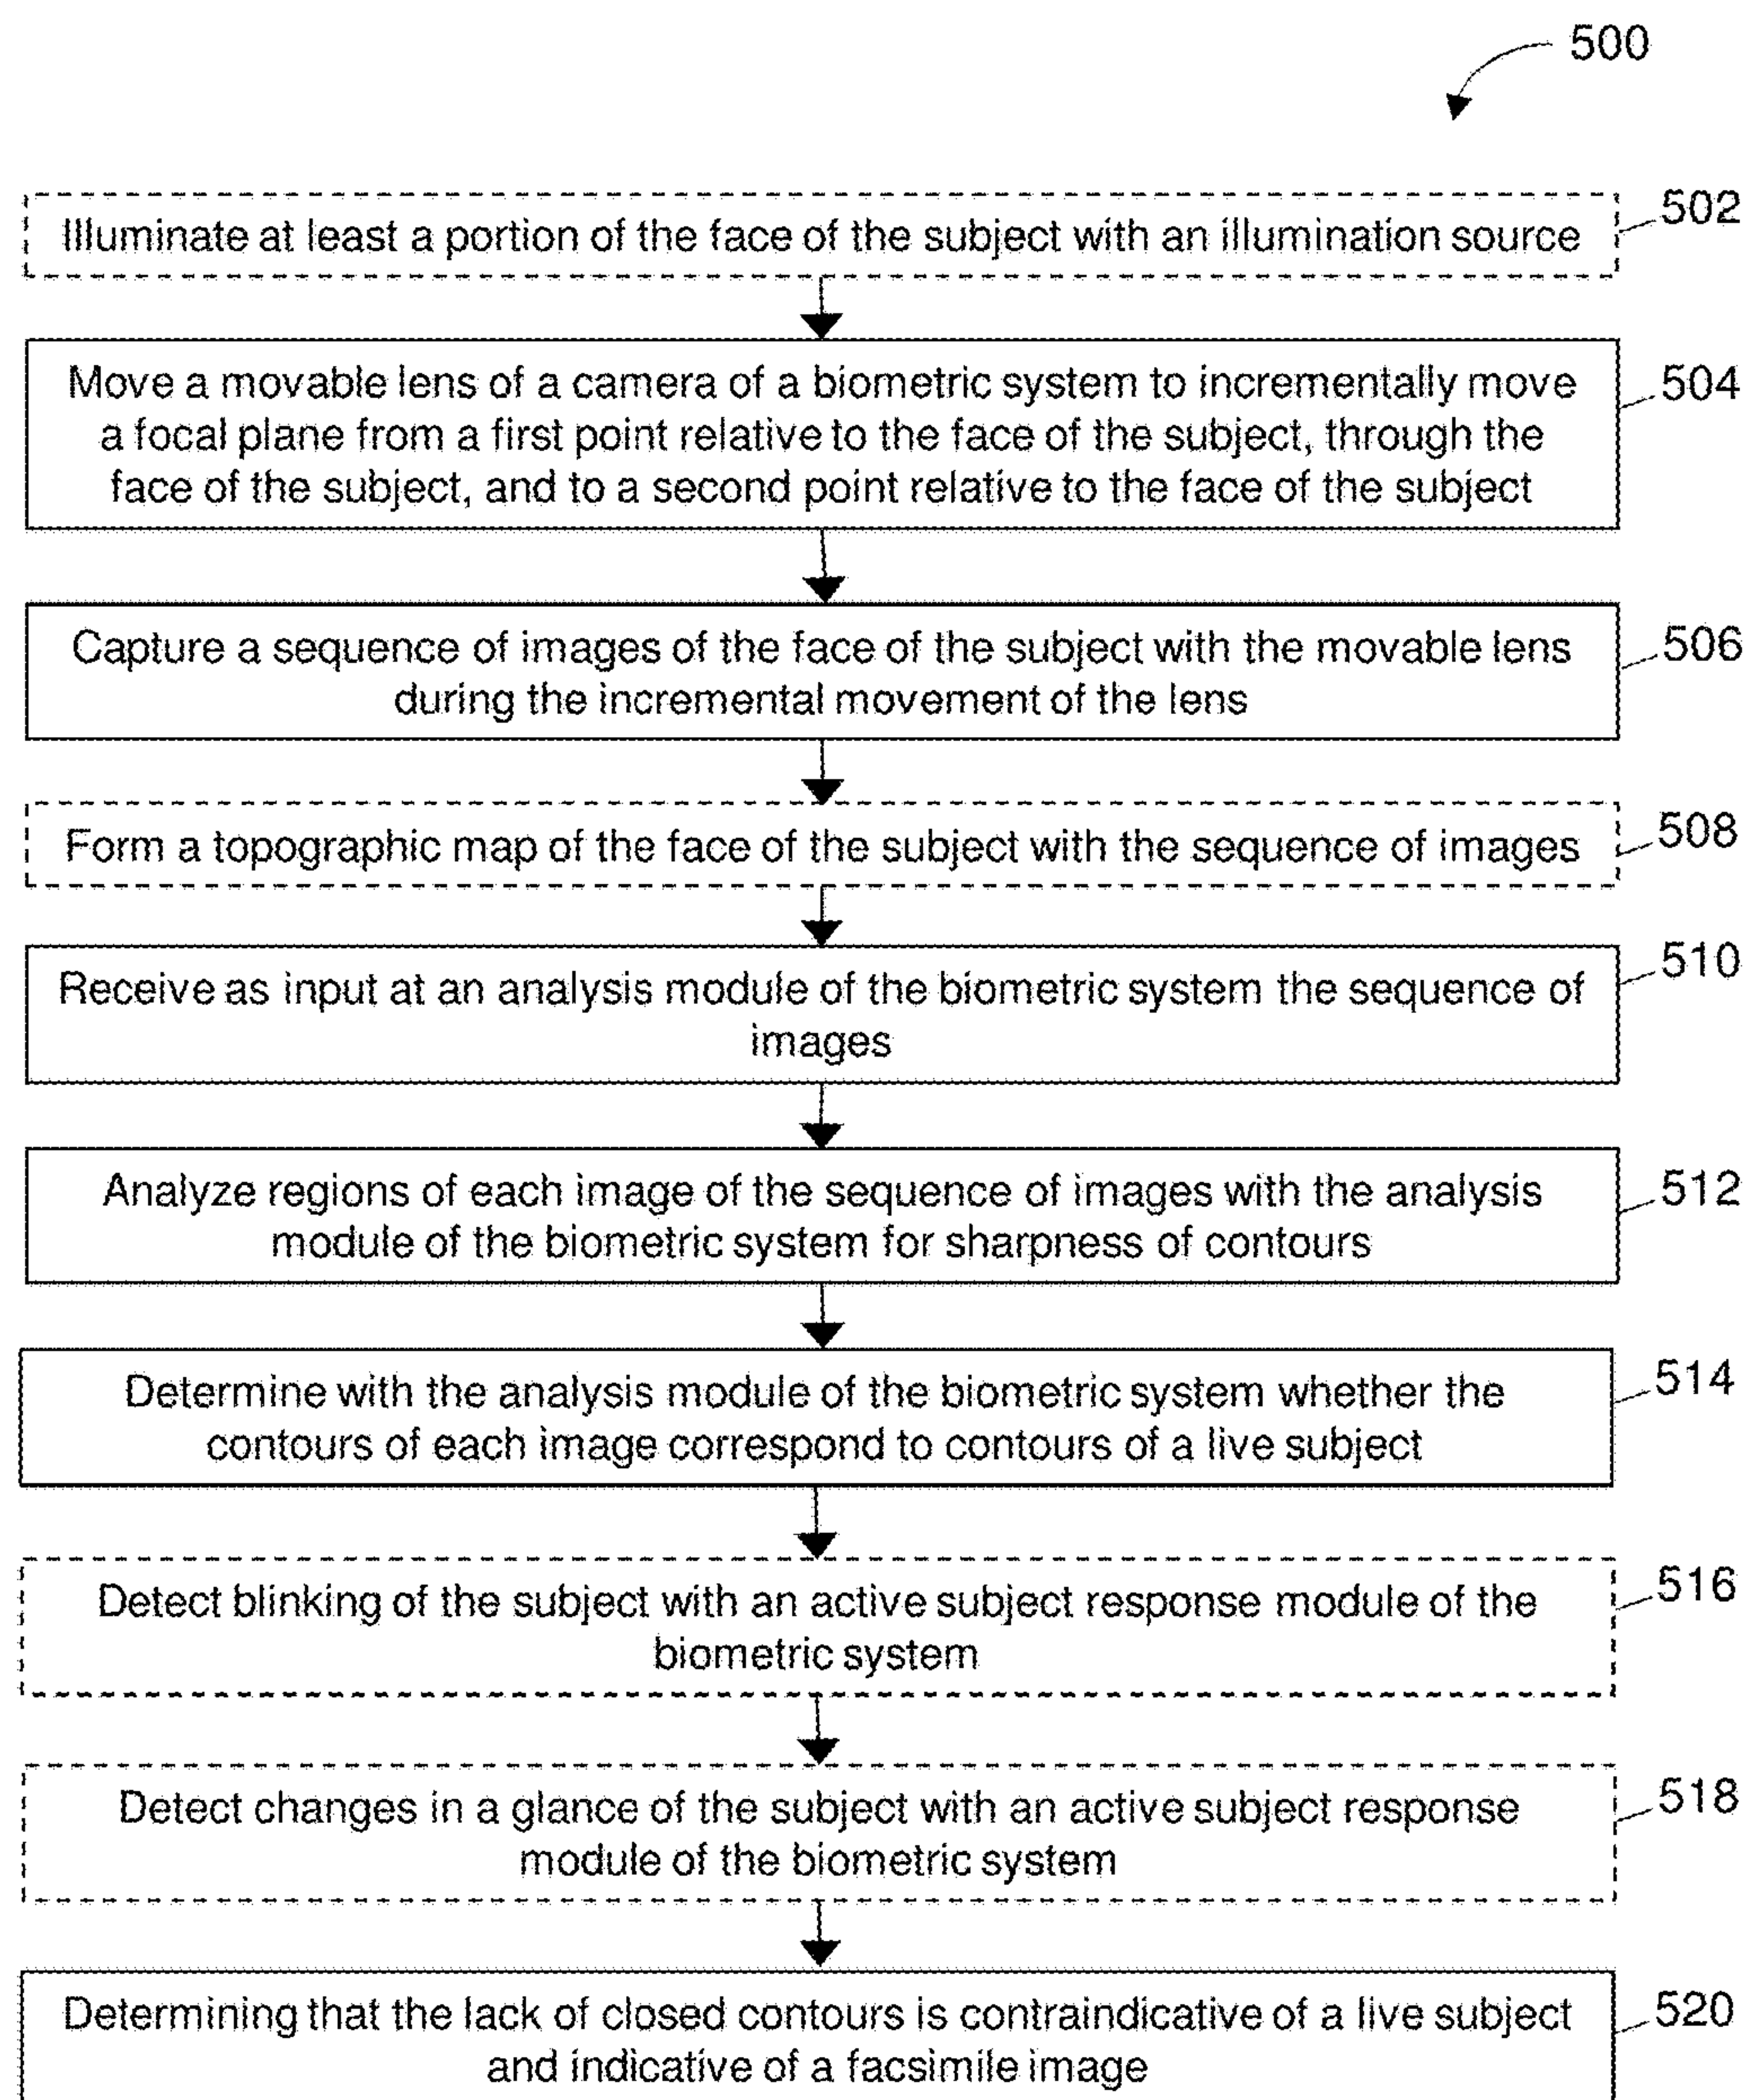 500
502
Illuminate at least a portion of the face of the subject with an illumination source
504
Move a movable lens of a camera of a biometric system to incrementally move
a focal plane from a first point relative to the face of the subject, through the
face of the subject, and to a second point relative to the face of the subject
506
Capture a sequence of images of the face of the subject with the movable lens
during the incremental movement of the lens
508
Form a topographic map of the face of the subject with the sequence of images
510
Receive as input at an analysis module of the biometric system the sequence of
images
512
Analyze regions of each image of the sequence of images with the analysis
module of the biometric system for sharpness of contours
514
Determine with the analysis module of the biometric system whether the
contours of each image correspond to contours of a live subject
516
Detect blinking of the subject with an active subject response module of the
biometric system
518
Detect changes in a glance of the subject with an active subject response
module of the biometric system
520
Determining that the lack of closed contours is contraindicative of a live subject
and indicative of a facsimile image